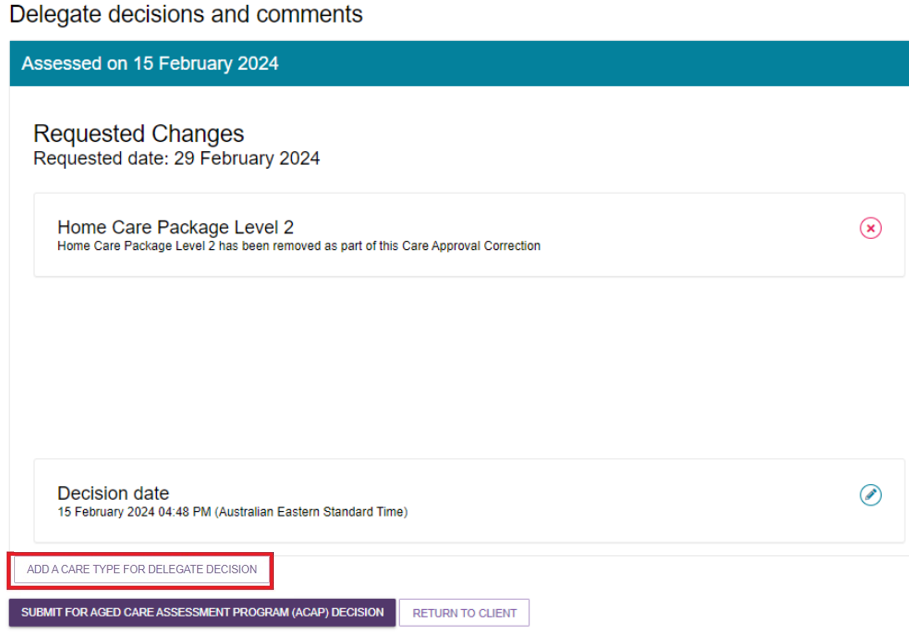 Delegate decisions and comments
Assessed on 15 February 2024
Requested Changes
Requested date: 29 February 2024
Home Care Package Level 2
Home Care Package Level 2 has been removed as part of this Care Approval Correction
Decision date
15 February 2024 04:48 PM (Australian Eastern Standard Time)
ADD A CARE TYPE FOR DELEGATE DECISION
SUBMIT FOR AGED CARE ASSESSMENT PROGRAM (ACAP) DECISION
RETURN TO CLIENT